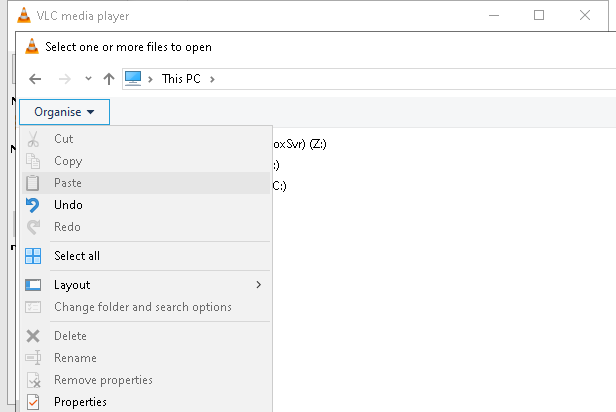 VLC media player
Select one or more files to open
This PC
Organise
Cut
oxSvr) (Z:)
Copy
:)
Paste
C:)
Undo
Redo
Select all
Layout
Change folder and search options
Delete
Rename
Remove properties
Properties